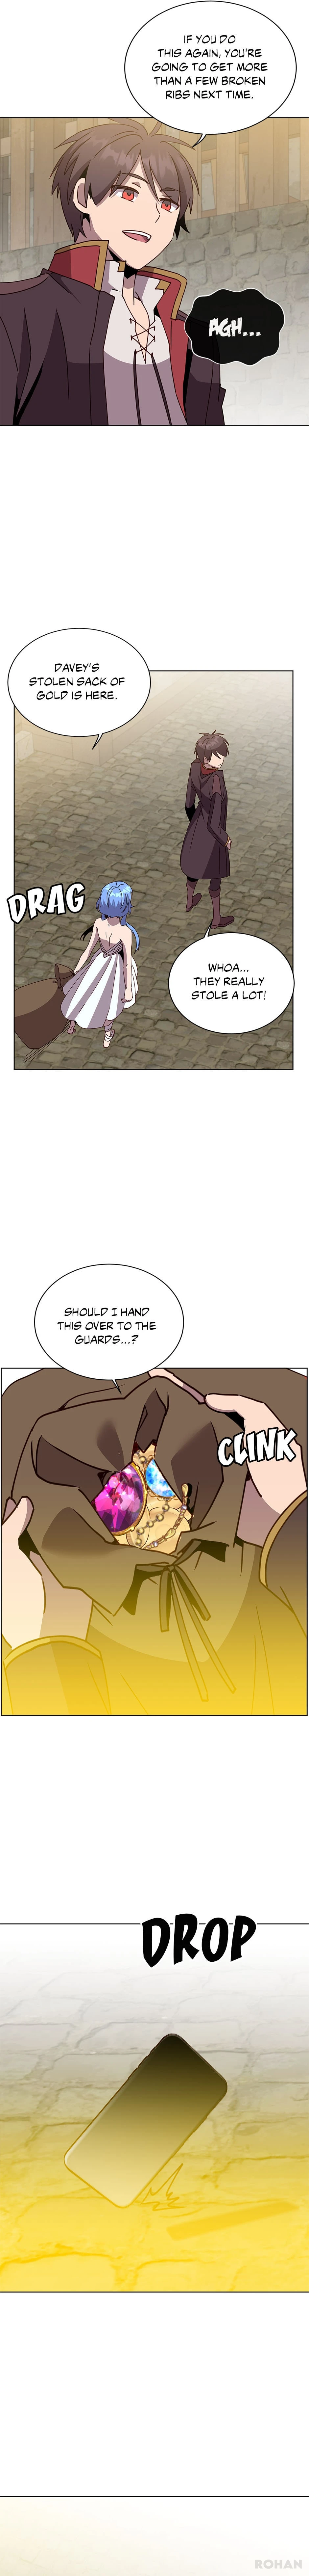 IF YOU DO
THIS AGAIN, YOU'RE
GOING TO GET MORE
THAN A FEW BROKEN
RIBS NEXT TIME.
AGH...
DAVEY'S
STOLEN SACK OF
GOLD IS HERE.
DRAG
WHOA...
THEY REALLY
STOLE A LOT!
SHOULD I HAND
THIS OVER TO THE
GUARDS...?
CLINK
DROP
ROHAN